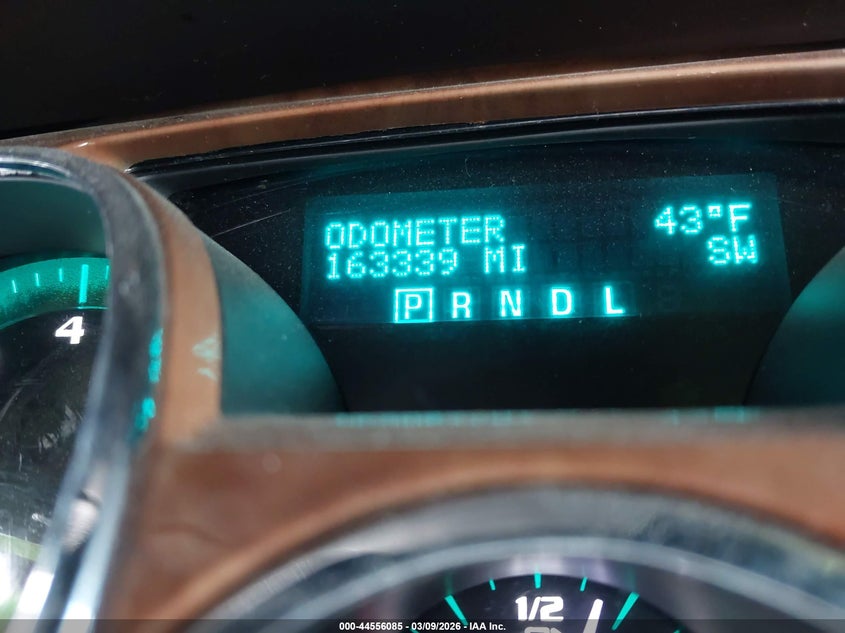 ODOMETER 43°F
163339 MI SW
P R N D L
4
1/2
000-44556085 - 03/09/2026 - IAA Inc.